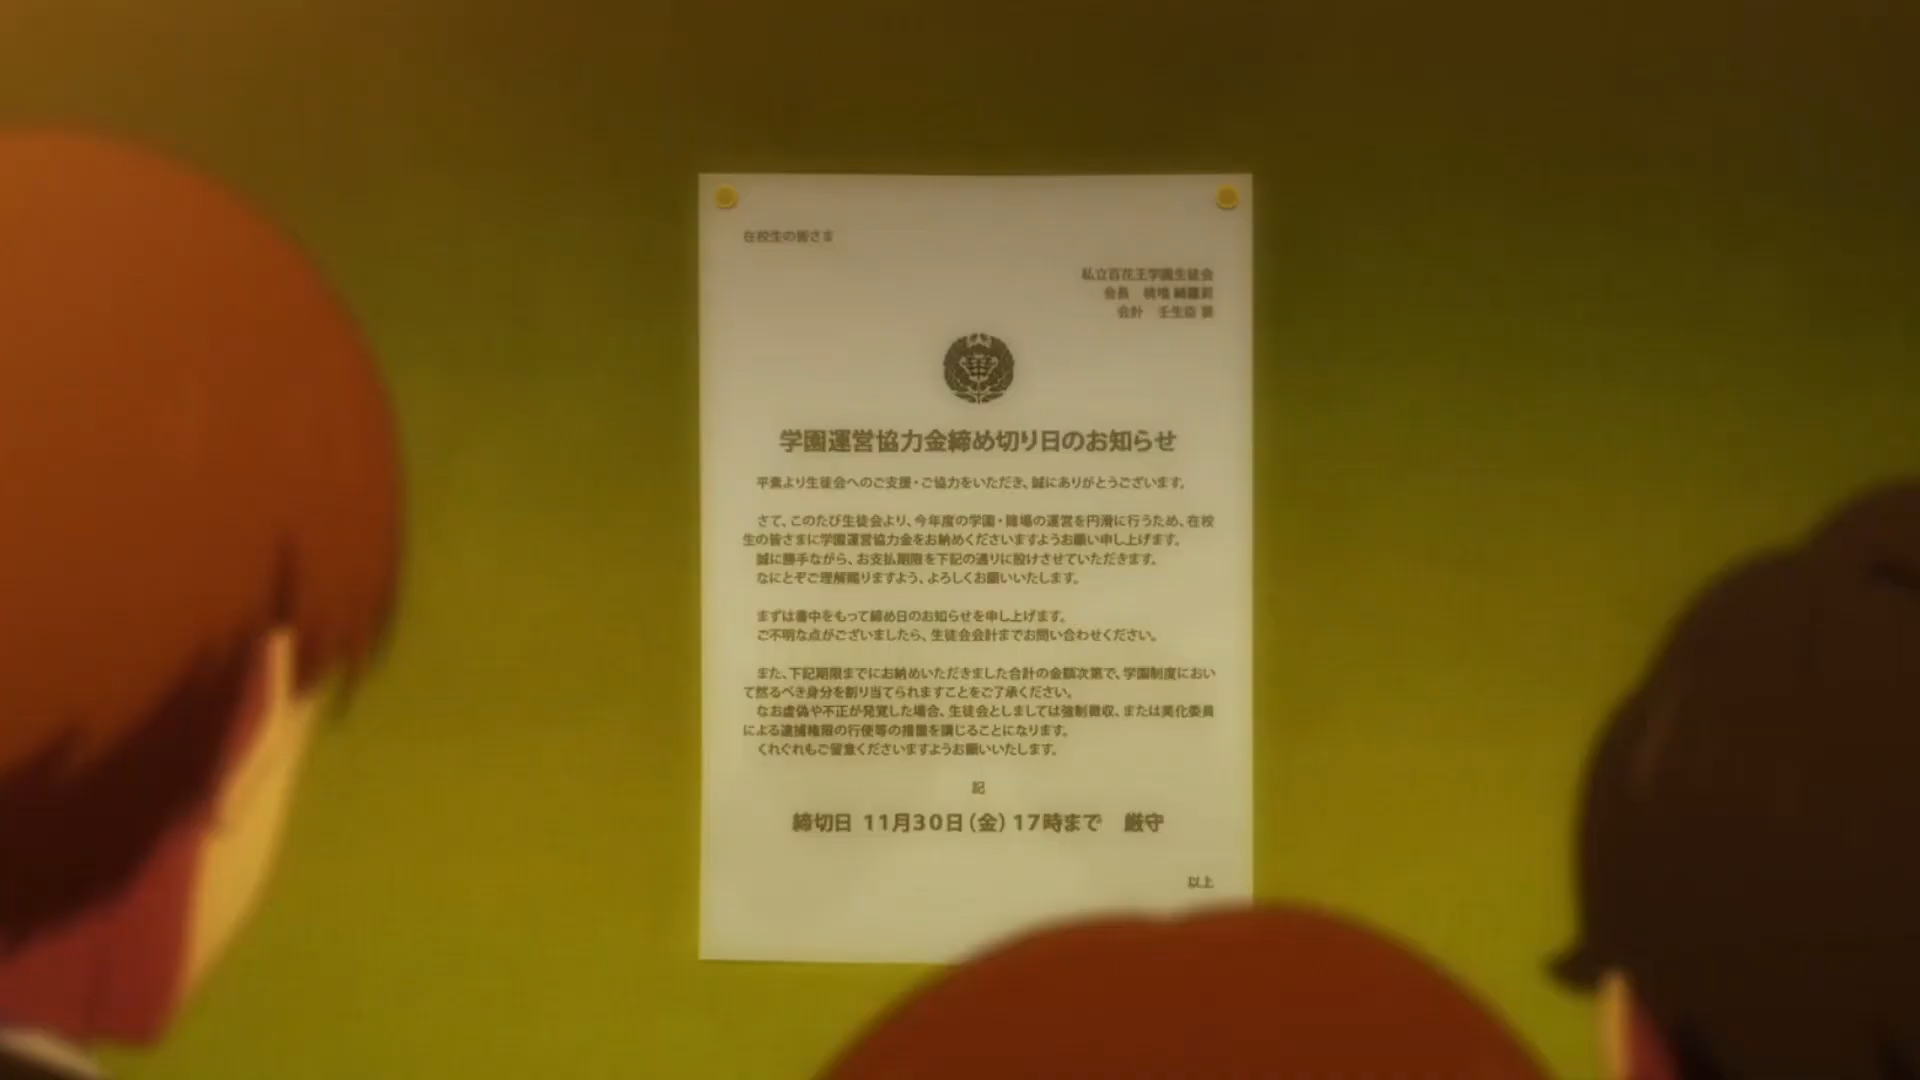 在校生の皆さま
私立百花王学園生徒会
会長 桃喰 綺羅莉
会計 壬生臣
学園運営協力金締め切り日のお知らせ
平素より生徒会へのご支援・ご協力をいただき、誠にありがとうございます。
さて、このたび生徒会より、今年度の学園・賭場の運営を円滑に行うため、在校
生の皆さまに学園運営協力金をお納めくださいますようお願い申し上げます。
誠に勝手ながら、お支払期限を下記の通りに設けさせていただきます。
なにとぞご理解賜りますよう、よろしくお願いいたします。
まずは書中をもって締め日のお知らせを申し上げます。
ご不明な点がございましたら、生徒会会計までお問い合わせください。
また、下記期限までにお納めいただきました合計の金額次第で、学園制度におい
て然るべき身分を割り当てられますことをご了承ください。
なお虚偽や不正が発覚した場合、生徒会としましては強制徴収、または美化委員
による逮捕権限の行使等の措置を講じることになります。
くれぐれもご留意くださいますようお願いいたします。
記
締切日 11月30日(金)17時まで 厳守
以上